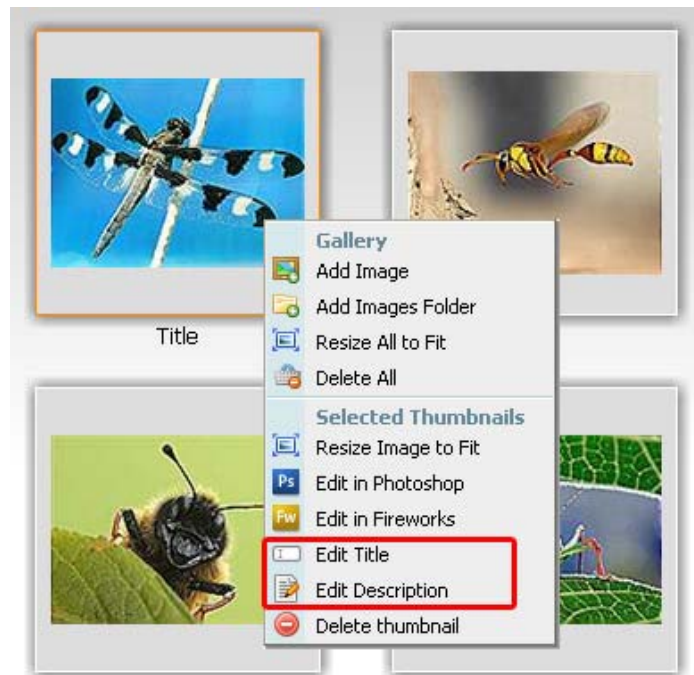 Title
Gallery
Add Image
Add Images Folder
Resize All to Fit
Delete All
Selected Thumbnails
Resize Image to Fit
Ps Edit in Photoshop
Fw Edit in Fireworks
Edit Title
Edit Description
Delete thumbnail